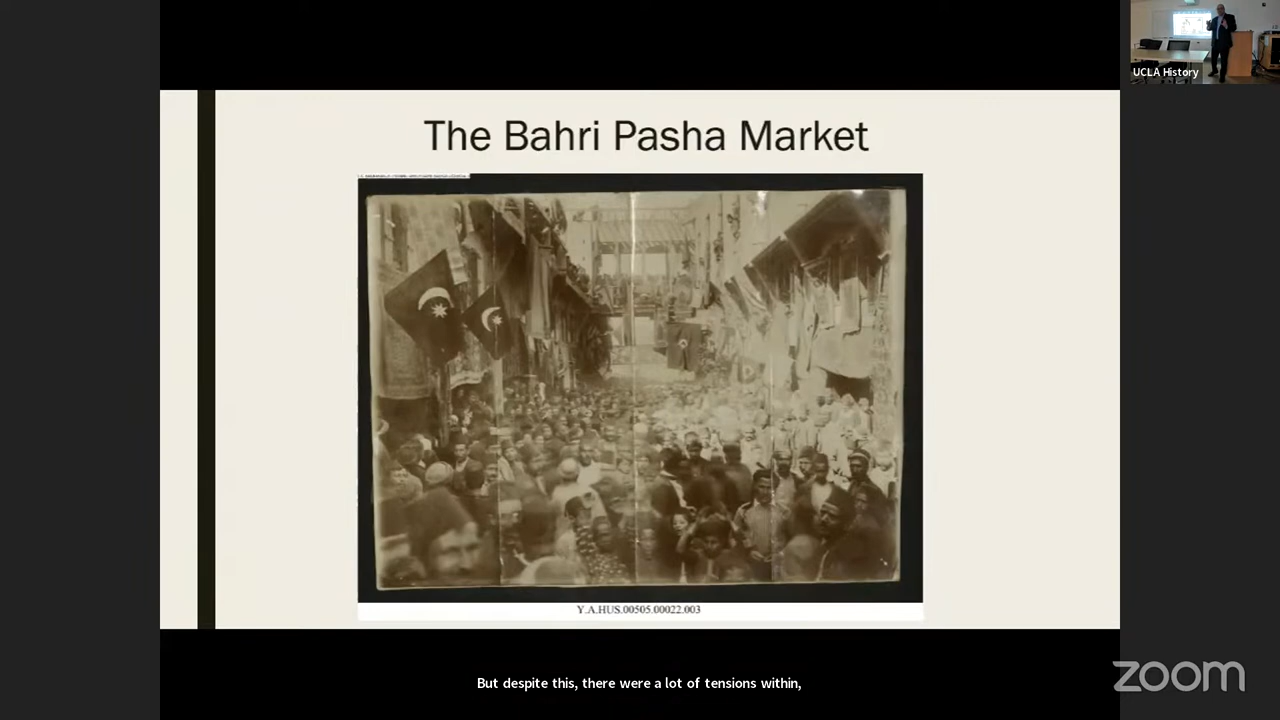 UCLA History
The Bahri Pasha Market
Y.A.HUS.00505.00022.003
But despite this, there were a lot of tensions within,
zoom